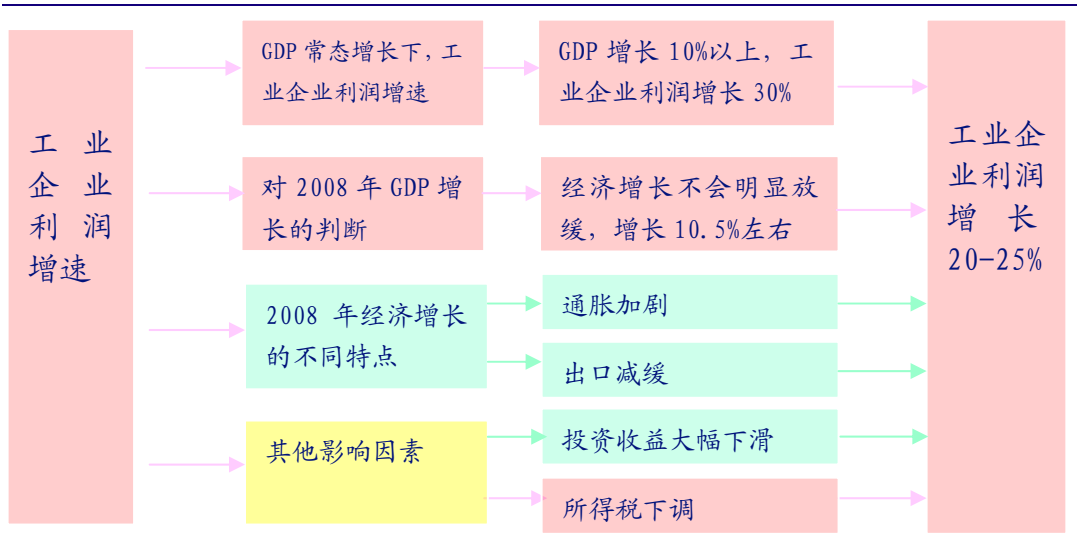 工 业
企 业
利 润
增速
GDP 常态增长下，工
业企业利润增速
GDP 增长 10%以上，工
业企业利润增长 30%
对 2008 年 GDP 增
长的判断
经济增长不会明显放
缓，增长 10.5%左右
2008 年经济增长
的不同特点
通胀加剧
出口减缓
其他影响因素
投资收益大幅下滑
所得税下调
工业企
业利润
增 长
20-25%